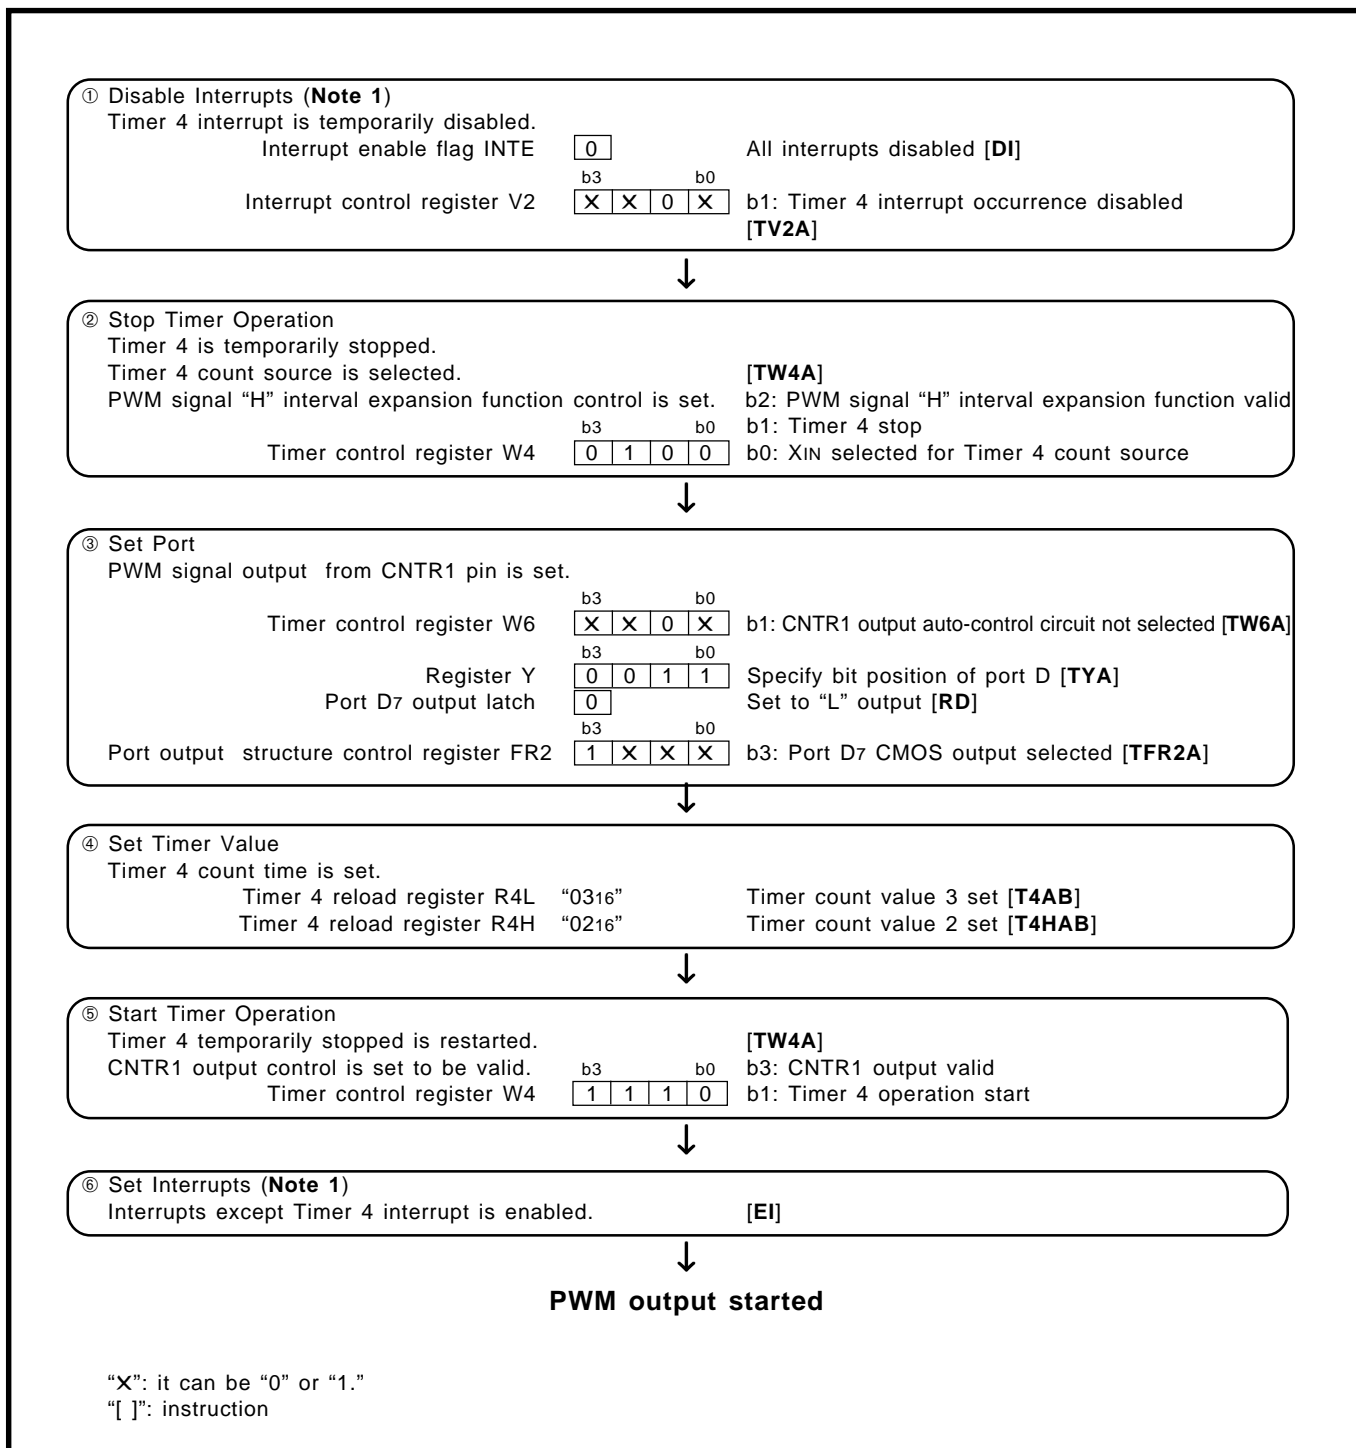 ① Disable Interrupts (Note 1)
Timer 4 interrupt is temporarily disabled.
Interrupt enable flag INTE 0 All interrupts disabled [DI]
b3 b0
Interrupt control register V2 X X 0 X b1: Timer 4 interrupt occurrence disabled
[TV2A]
↓
② Stop Timer Operation
Timer 4 is temporarily stopped.
Timer 4 count source is selected. [TW4A]
PWM signal “H” interval expansion function control is set. b2: PWM signal “H” interval expansion function valid
b3 b0 b1: Timer 4 stop
Timer control register W4 0 1 0 0 b0: XIN selected for Timer 4 count source
↓
③ Set Port
PWM signal output from CNTR1 pin is set.
b3 b0
Timer control register W6 X X 0 X b1: CNTR1 output auto-control circuit not selected [TW6A]
b3 b0
Register Y 0 0 1 1 Specify bit position of port D [TYA]
Port D7 output latch 0 Set to “L” output [RD]
b3 b0
Port output structure control register FR2 1 X X X b3: Port D7 CMOS output selected [TFR2A]
↓
④ Set Timer Value
Timer 4 count time is set.
Timer 4 reload register R4L “0316” Timer count value 3 set [T4AB]
Timer 4 reload register R4H “0216” Timer count value 2 set [T4HAB]
↓
⑤ Start Timer Operation
Timer 4 temporarily stopped is restarted. [TW4A]
CNTR1 output control is set to be valid. b3 b0 b3: CNTR1 output valid
Timer control register W4 1 1 1 0 b1: Timer 4 operation start
↓
⑥ Set Interrupts (Note 1)
Interrupts except Timer 4 interrupt is enabled. [EI]
↓
PWM output started
“X”: it can be “0” or “1.”
“[ ]”: instruction